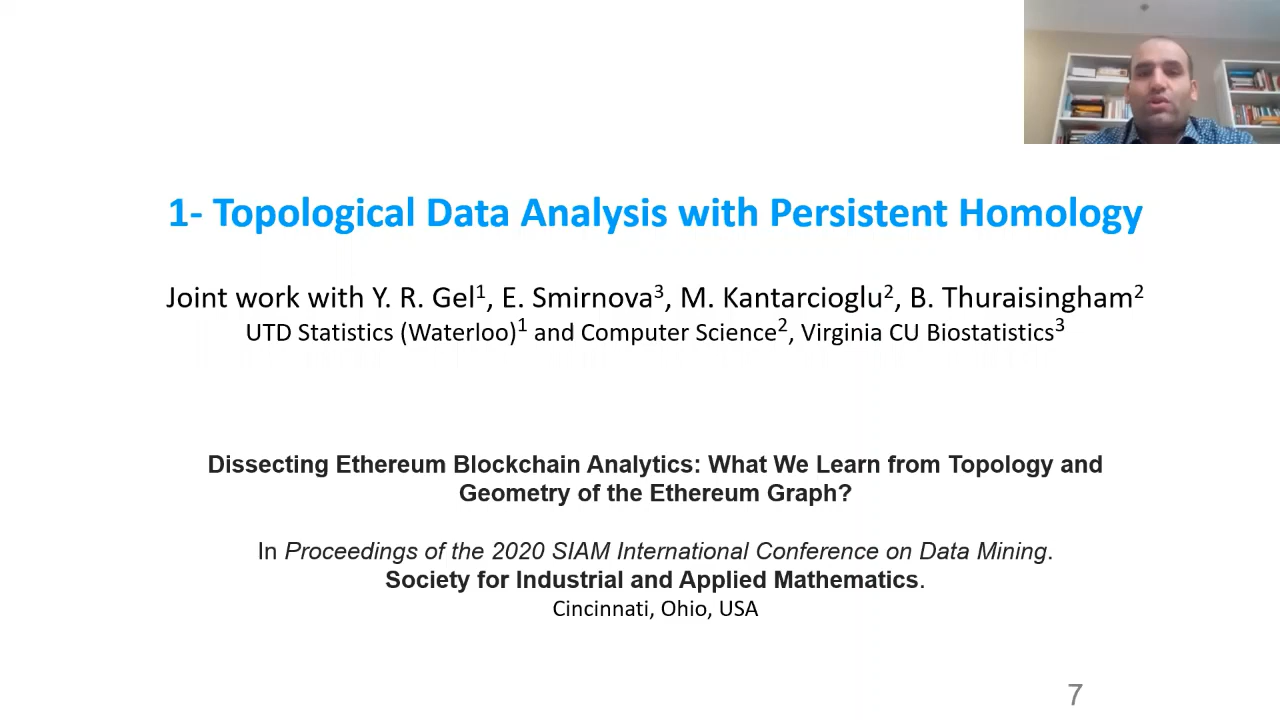 1- Topological Data Analysis with Persistent Homology
Joint work with Y. R. Gel¹, E. Smirnova³, M. Kantarcioglu², B. Thuraisingham²
UTD Statistics (Waterloo)¹ and Computer Science², Virginia CU Biostatistics³
Dissecting Ethereum Blockchain Analytics: What We Learn from Topology and
Geometry of the Ethereum Graph?
In Proceedings of the 2020 SIAM International Conference on Data Mining.
Society for Industrial and Applied Mathematics.
Cincinnati, Ohio, USA
7